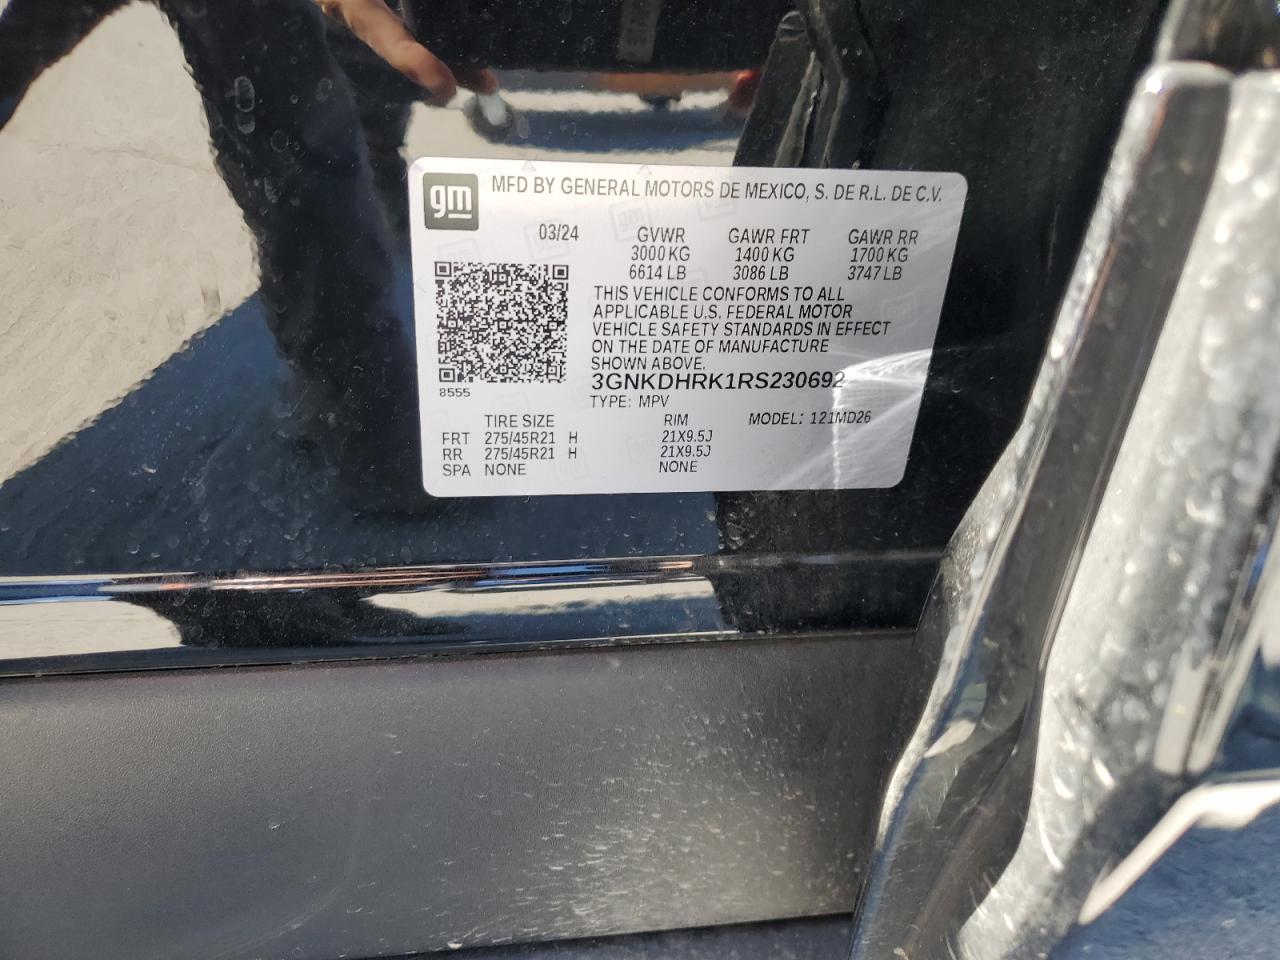 gm MFD BY GENERAL MOTORS DE MEXICO, S. DE R.L. DE C.V.
03/24 GVWR GAWR FRT GAWR RR
3000 KG 1400 KG 1700 KG
6614 LB 3086 LB 3747 LB
THIS VEHICLE CONFORMS TO ALL
APPLICABLE U.S. FEDERAL MOTOR
VEHICLE SAFETY STANDARDS IN EFFECT
ON THE DATE OF MANUFACTURE
SHOWN ABOVE.
8555
3GNKDHRK1RS230692
TYPE: MPV
TIRE SIZE RIM MODEL: 121MD26
FRT 275/45R21 H 21X9.5J
RR 275/45R21 H 21X9.5J
SPA NONE NONE